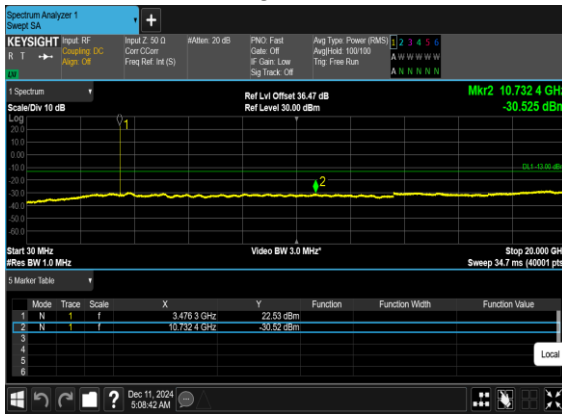 Spectrum Analyzer 1
Swept SA
KEYSIGHT Input: RF Input Z: 50 Ω #Atten: 20 dB PNO: Fast Avg Type: Power (RMS) 1 2 3 4 5 6
R T Coupling: DC Corr CCorr Gate: Off Avg|Hold: 100/100 A W W W W W
Align: Off Freq Ref: Int (S) IF Gain: Low Trig: Free Run
Sig Track: Off A N N N N N
1 Spectrum
Scale/Div 10 dB
Ref Lvl Offset 36.47 dB
Ref Level 30.00 dBm
Mkr2 10.732 4 GHz
-30.525 dBm
Log
20.0
10.0
0.00
-10.0
-20.0
-30.0
-40.0
-50.0
-60.0
1
2
DL1 -13.00 dB
Start 30 MHz Video BW 3.0 MHz* Stop 20.000 GH
#Res BW 1.0 MHz Sweep 34.7 ms (40001 pts
5 Marker Table
Mode Trace Scale X Y Function Function Width Function Value
1 N 1 f 3.476 3 GHz 22.53 dBm
2 N 1 f 10.732 4 GHz -30.52 dBm
3
4
5
6
Local
? Dec 11, 2024
5:08:42 AM